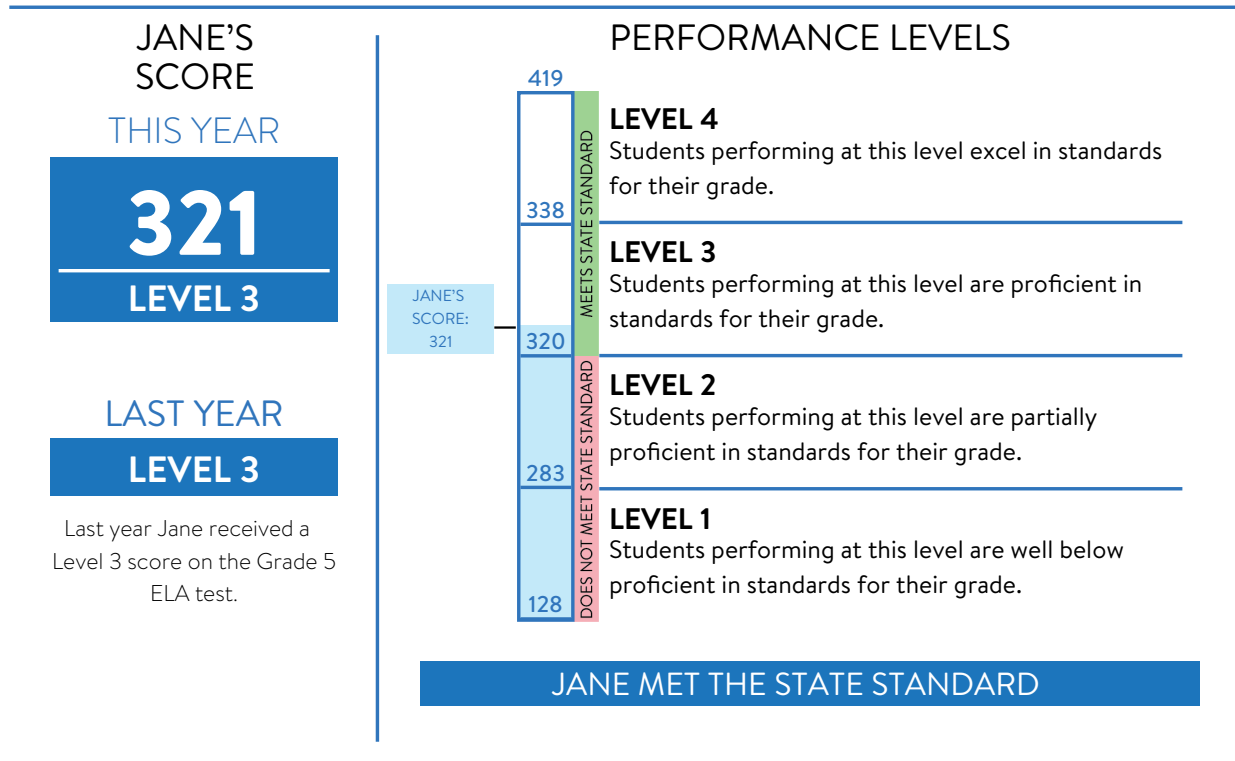 JANE'S
SCORE
THIS YEAR
321
LEVEL 3
LAST YEAR
LEVEL 3
Last year Jane received a
Level 3 score on the Grade 5
ELA test.
PERFORMANCE LEVELS
419
338
320
283
128
JANE'S
SCORE:
321
MEETS STATE STANDARD
DOES NOT MEET STATE STANDARD
LEVEL 4
Students performing at this level excel in standards
for their grade.
LEVEL 3
Students performing at this level are proficient in
standards for their grade.
LEVEL 2
Students performing at this level are partially
proficient in standards for their grade.
LEVEL 1
Students performing at this level are well below
proficient in standards for their grade.
JANE MET THE STATE STANDARD